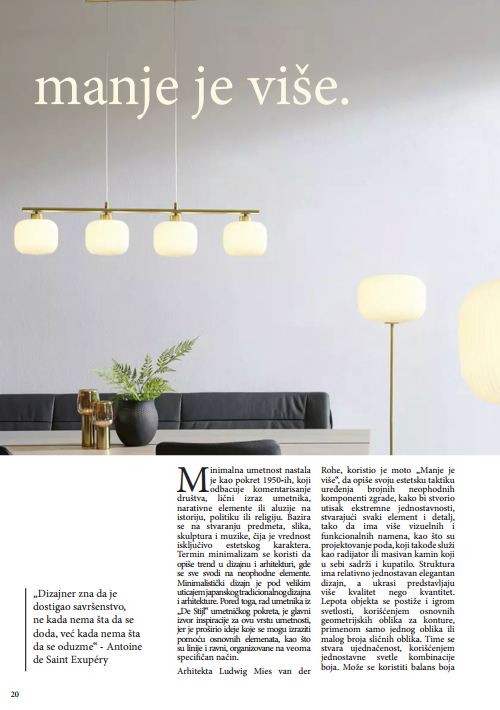 manje je više.
Minimalna umetnost nastala
je kao pokret 1950-ih, koji
odbacuje komentarisanje
društva, lični izraz umetnika,
narativne elemente ili aluzije na
istoriju, politiku ili religiju. Bazira
se na stvaranju predmeta, slika,
skulptura i muzike, čija je vrednost
isključivo estetskog karaktera.
Termin minimalizam se koristi da
opiše trend u dizajnu i arhitekturi, gde
se sve svodi na neophodne elemente.
Minimalistički dizajn je pod velikim
uticajem japanskog tradicionalnog dizajna
i arhitekture. Pored toga, rad umetnika iz
„De Stijl" umetničkog pokreta, je glavni
izvor inspiracije za ovu vrstu umetnosti,
jer je proširio ideje koje se mogu izraziti
pomoću osnovnih elemenata, kao što
su linije i ravni, organizovane na veoma
specifičan način.
Arhitekta Ludwig Mies van der
Rohe, koristio je moto „Manje je
više", da opiše svoju estetsku taktiku
uređenja brojnih neophodnih
komponenti zgrade, kako bi stvorio
utisak ekstremne jednostavnosti,
stvarajući svaki element i detalj,
tako da ima više vizuelnih i
funkcionalnih namena, kao što su
projektovanje poda, koji takođe služi
kao radijator ili masivan kamin koji
u sebi sadrži i kupatilo. Struktura
ima relativno jednostavan elegantan
dizajn, a ukrasi predstavljaju
više kvalitet nego kvantitet.
Lepota objekta se postiže i igrom
svetlosti, korišćenjem osnovnih
geometrijskih oblika za konture,
primenom samo jednog oblika ili
malog broja sličnih oblika. Time se
stvara ujednačenost, korišćenjem
jednostavne svetle kombinacije
boja. Može se koristiti balans boja
„Dizajner zna da je
dostigao savršenstvo,
ne kada nema šta da se
doda, već kada nema šta
da se oduzme" - Antoine
de Saint Exupéry
20